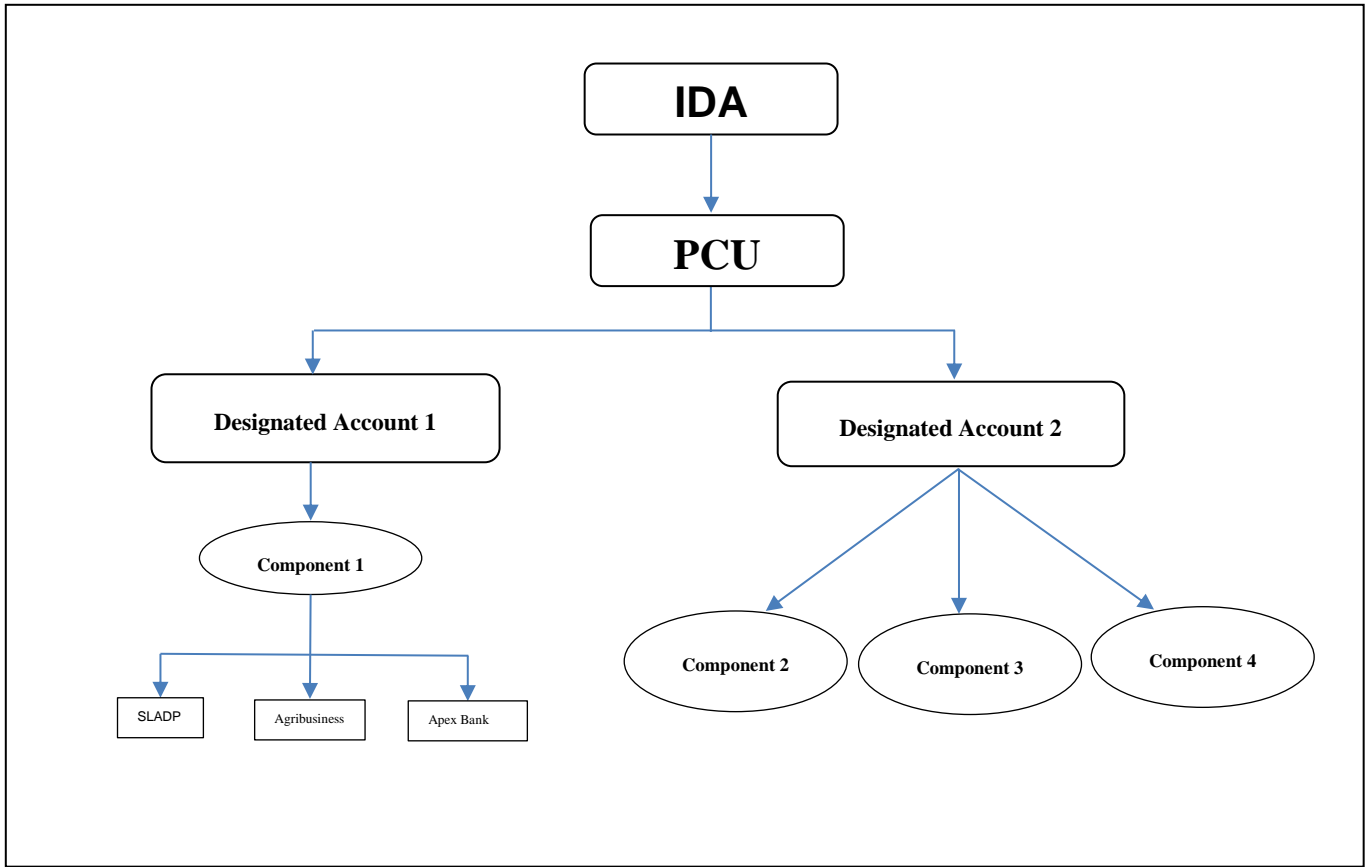 IDA
PCU
Designated Account 1
Designated Account 2
Component 1
Component 2
Component 3
Component 4
SLADP
Agribusiness
Apex Bank